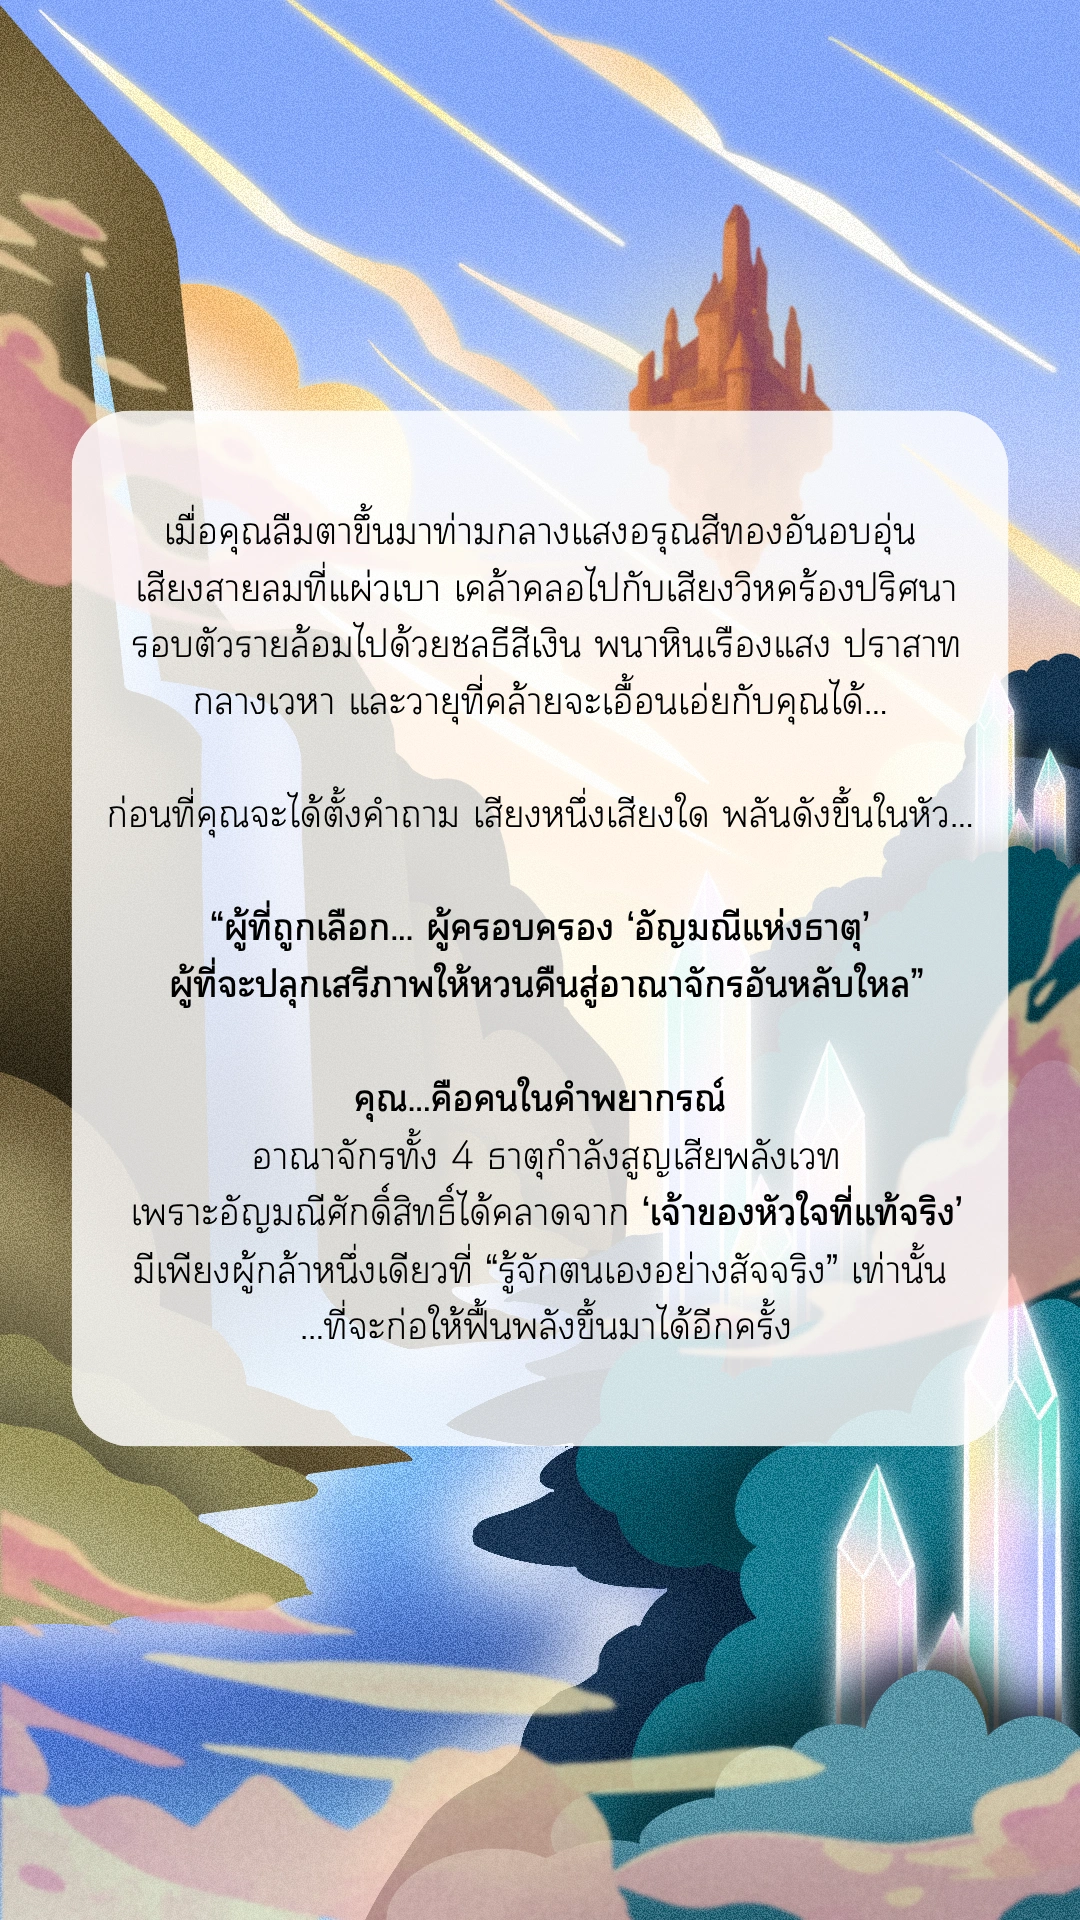 เมื่อคุณลืมตาขึ้นมาท่ามกลางแสงอรุณสีทองอันอบอุ่น
เสียงสายลมที่แผ่วเบา เคล้าคลอไปกับเสียงวิหคร้องปริศนา
รอบตัวรายล้อมไปด้วยชลธีสีเงิน พนาหินเรืองแสง ปราสาท
กลางเวหา และวายุที่คล้ายจะเอื้อนเอ่ยกับคุณได้...
ก่อนที่คุณจะได้ตั้งคำถาม เสียงหนึ่งเสียงใด พลันดังขึ้นในหัว...
“ผู้ที่ถูกเลือก... ผู้ครอบครอง ‘อัญมณีแห่งธาตุ’
ผู้ที่จะปลุกเสรีภาพให้หวนคืนสู่อาณาจักรอันหลับใหล”
คุณ...คือคนในคำพยากรณ์
อาณาจักรทั้ง 4 ธาตุกำลังสูญเสียพลังเวท
เพราะอัญมณีศักดิ์สิทธิ์ได้คลาดจาก ‘เจ้าของหัวใจที่แท้จริง’
มีเพียงผู้กล้าหนึ่งเดียวที่ “รู้จักตนเองอย่างสัจจริง” เท่านั้น
...ที่จะก่อให้ฟื้นพลังขึ้นมาได้อีกครั้ง